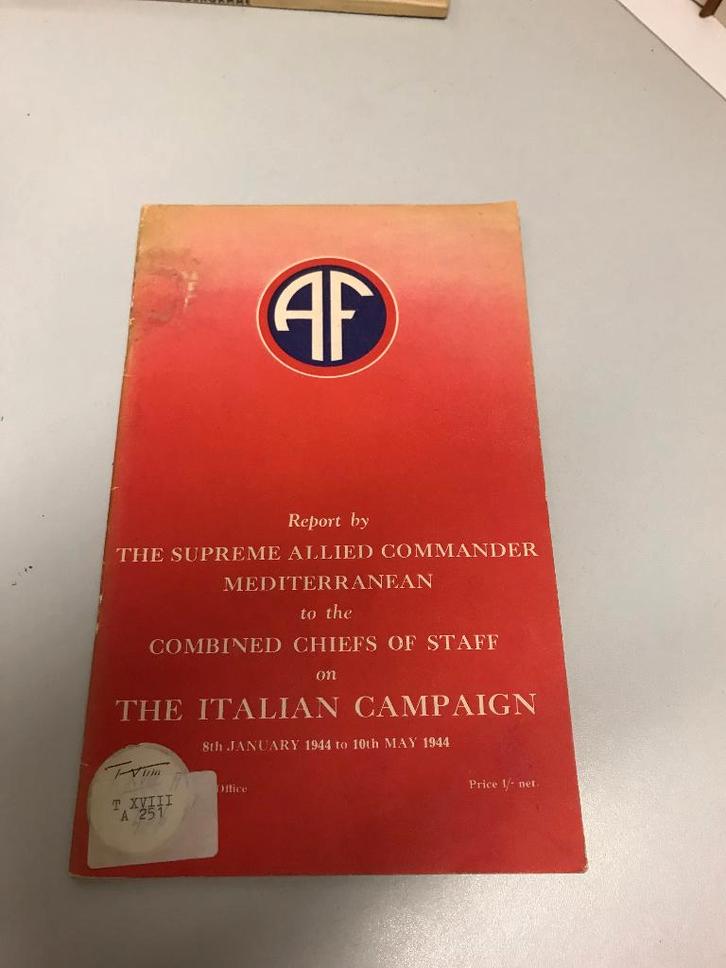 AF
Report by
THE SUPREME ALLIED COMMANDER
MEDITERRANEAN
to the
COMBINED CHIEFS OF STAFF
on
THE ITALIAN CAMPAIGN
8th JANUARY 1944 to 10th MAY 1944
Office
Price 1/- net.
T XVIII
A 251